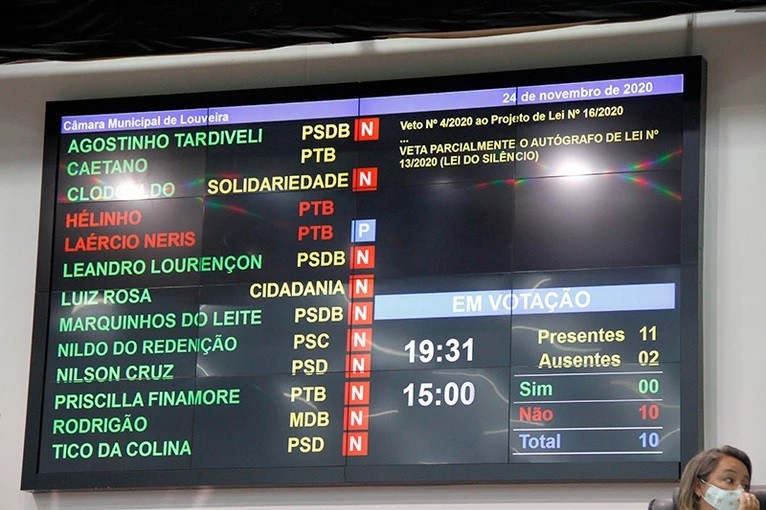 Câmara Municipal de Louveira 24 de novembro de 2020
AGOSTINHO TARDIVELI PSDB N
CAETANO PTB
CLODOALDO SOLIDARIEDADE N
HÉLINHO PTB
LAÉRCIO NERIS PTB P
LEANDRO LOURENÇON PSDB N
LUIZ ROSA CIDADANIA N
MARQUINHOS DO LEITE PSDB N
NILDO DO REDENÇÃO PSC N
NILSON CRUZ PSD N
PRISCILLA FINAMORE PTB N
RODRIGÃO MDB N
TICO DA COLINA PSD N
Veto Nº 4/2020 ao Projeto de Lei Nº 16/2020
...
VETA PARCIALMENTE O AUTÓGRAFO DE LEI Nº
13/2020 (LEI DO SILÊNCIO)
EM VOTAÇÃO
19:31
15:00
Presentes 11
Ausentes 02
Sim 00
Não 10
Total 10